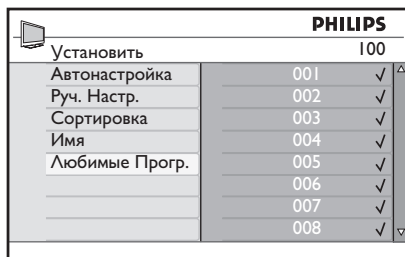 PHILIPS
Установить 100
Автонастройка 001 ✓
Руч. Настр. 002 ✓
Сортировка 003 ✓
Имя 004 ✓
Любимые Прогр. 005 ✓
006 ✓
007 ✓
008 ✓